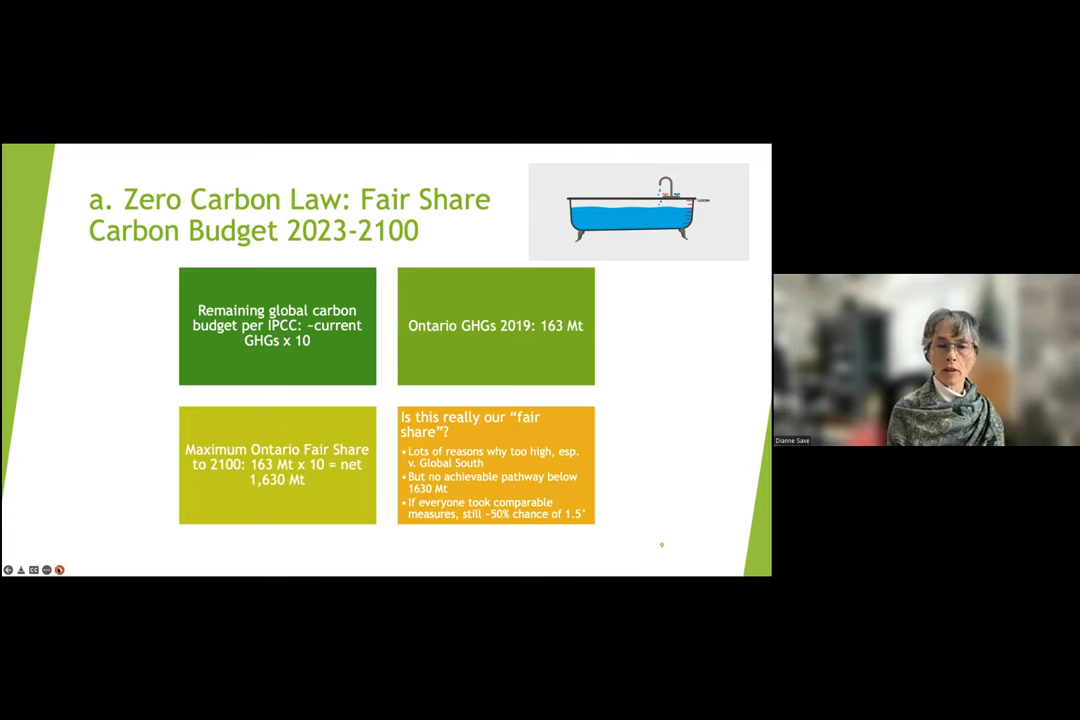 a. Zero Carbon Law: Fair Share
Carbon Budget 2023-2100
Remaining global carbon
budget per IPCC: ~current
GHGs x 10
Ontario GHGs 2019: 163 Mt
Maximum Ontario Fair Share
to 2100: 163 Mt x 10 = net
1,630 Mt
Is this really our “fair
share”?
•Lots of reasons why too high, esp.
v. Global South
•But no achievable pathway below
1630 Mt
•If everyone took comparable
measures, still ~50% chance of 1.5˚
9
CC
Dianne Saxe